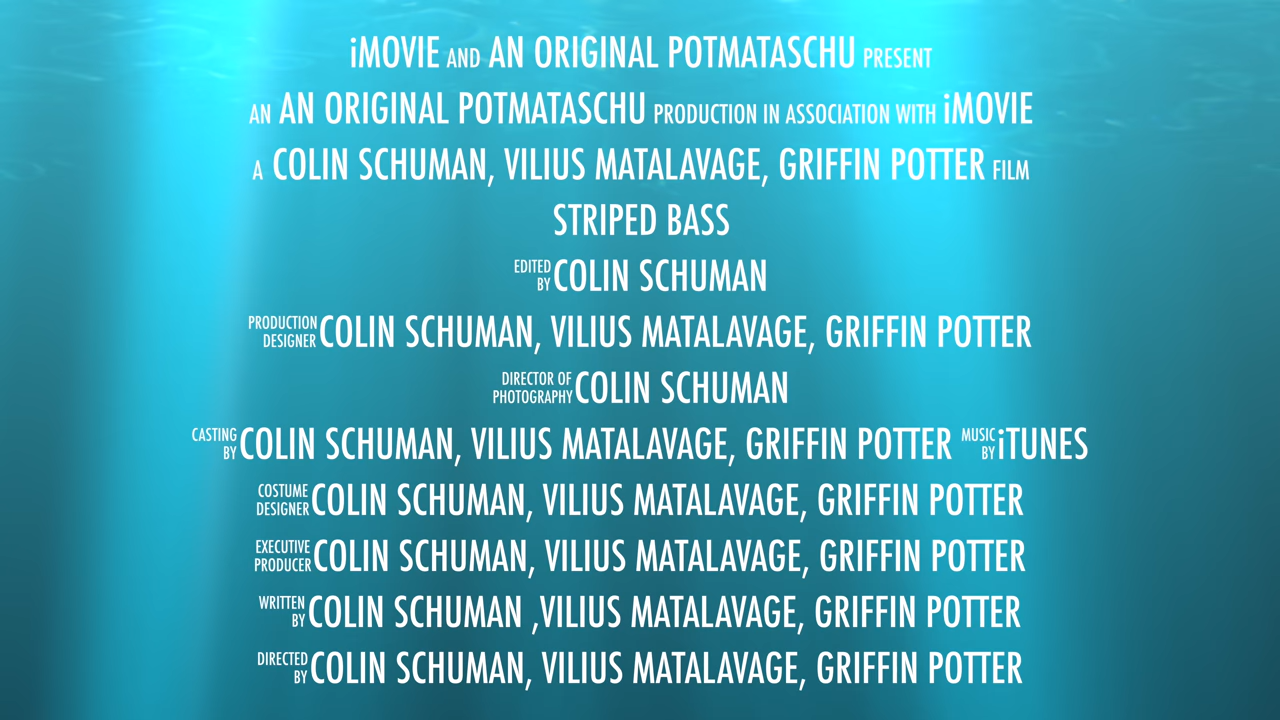 iMOVIE AND AN ORIGINAL POTMATASCHU PRESENT
AN AN ORIGINAL POTMATASCHU PRODUCTION IN ASSOCIATION WITH iMOVIE
A COLIN SCHUMAN, VILIUS MATALAVAGE, GRIFFIN POTTER FILM
STRIPED BASS
EDITED BY COLIN SCHUMAN
PRODUCTION DESIGNER COLIN SCHUMAN, VILIUS MATALAVAGE, GRIFFIN POTTER
DIRECTOR OF PHOTOGRAPHY COLIN SCHUMAN
CASTING BY COLIN SCHUMAN, VILIUS MATALAVAGE, GRIFFIN POTTER MUSIC BY iTUNES
COSTUME DESIGNER COLIN SCHUMAN, VILIUS MATALAVAGE, GRIFFIN POTTER
EXECUTIVE PRODUCER COLIN SCHUMAN, VILIUS MATALAVAGE, GRIFFIN POTTER
WRITTEN BY COLIN SCHUMAN ,VILIUS MATALAVAGE, GRIFFIN POTTER
DIRECTED BY COLIN SCHUMAN, VILIUS MATALAVAGE, GRIFFIN POTTER